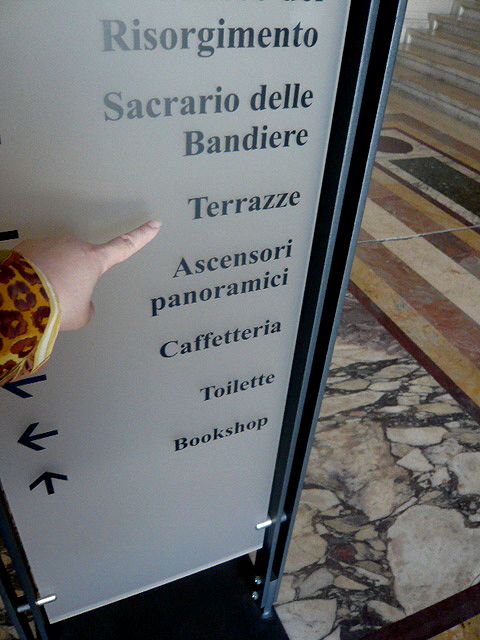 Risorgimento
Sacrario delle
Bandiere
Terrazze
Ascensori
panoramici
Caffetteria
Toilette
Bookshop